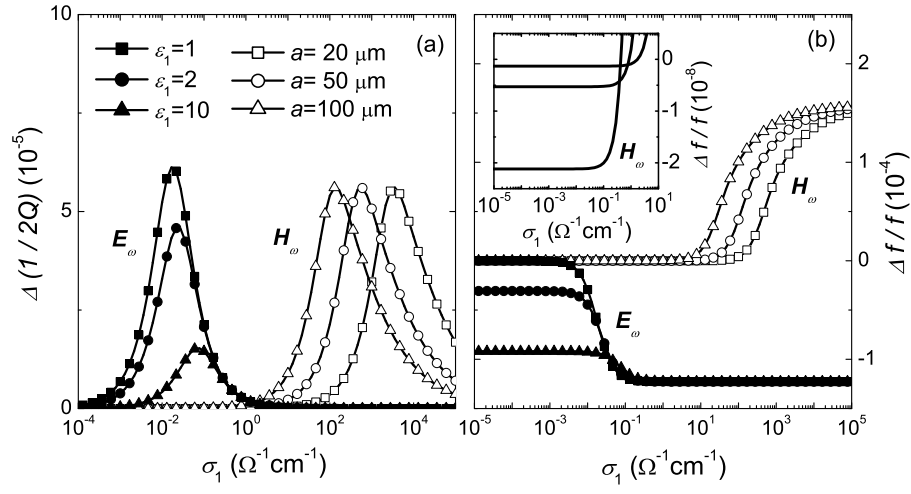 (a)
ε₁=1
ε₁=2
ε₁=10
a= 20 μm
a= 50 μm
a=100 μm
E_ω
H_ω
Δ(1/2Q) (10⁻⁵)
10
5
0
10⁻⁴
10⁻²
10⁰
10²
10⁴
σ₁ (Ω⁻¹cm⁻¹)
(b)
0
-1
-2
Δf/f (10⁻⁸)
H_ω
10⁻⁵
10⁻³
10⁻¹
10¹
σ₁ (Ω⁻¹cm⁻¹)
H_ω
E_ω
2
1
0
-1
Δf/f (10⁻⁴)
10⁻⁵
10⁻³
10⁻¹
10¹
10³
10⁵
σ₁ (Ω⁻¹cm⁻¹)